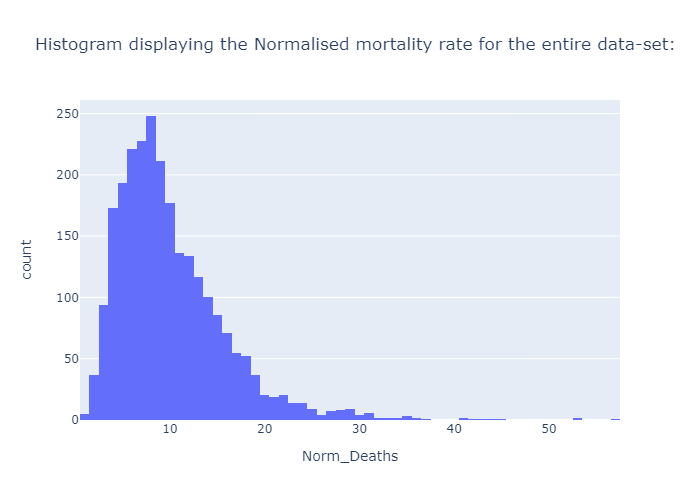 Histogram displaying the Normalised mortality rate for the entire data-set:
250
200
150
100
50
0
count
10 20 30 40 50
Norm_Deaths